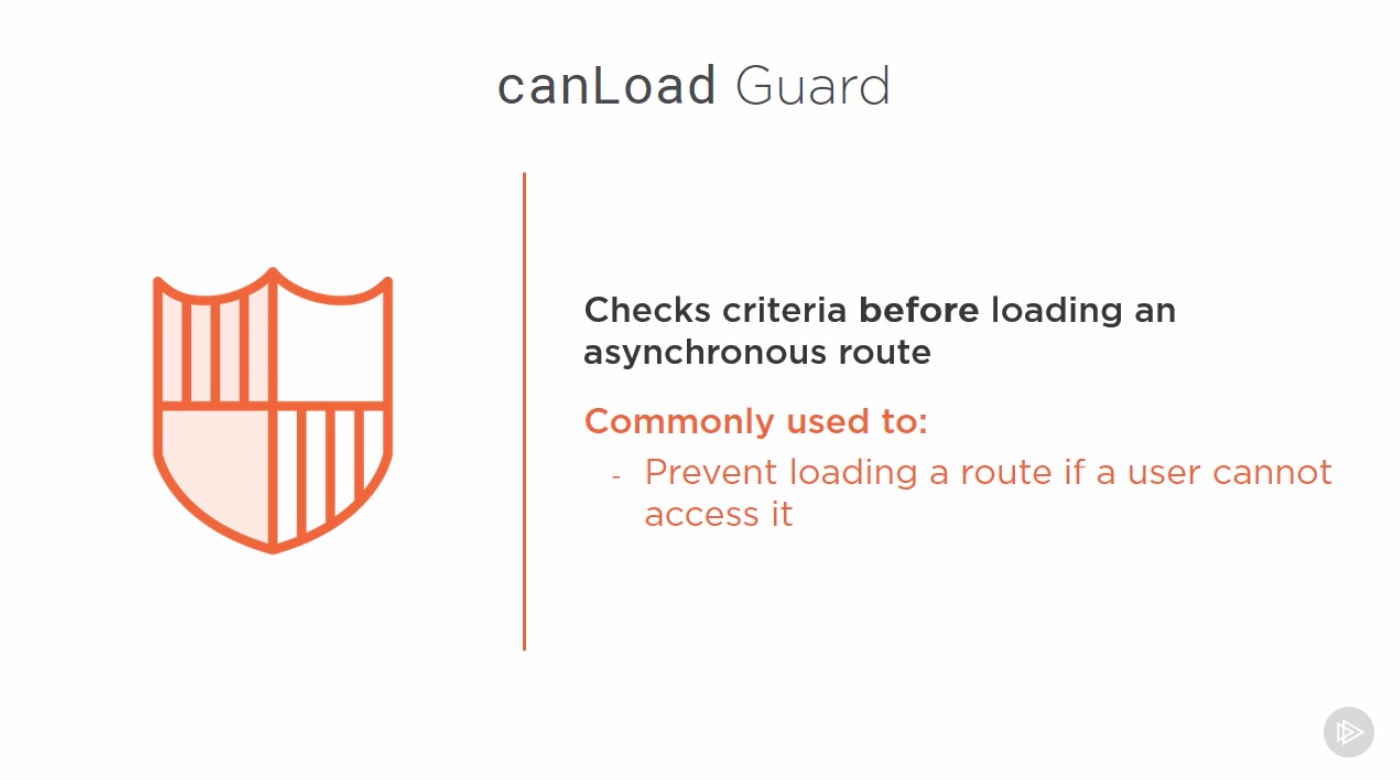 canLoad Guard
Checks criteria before loading an
asynchronous route
Commonly used to:
- Prevent loading a route if a user cannot
access it